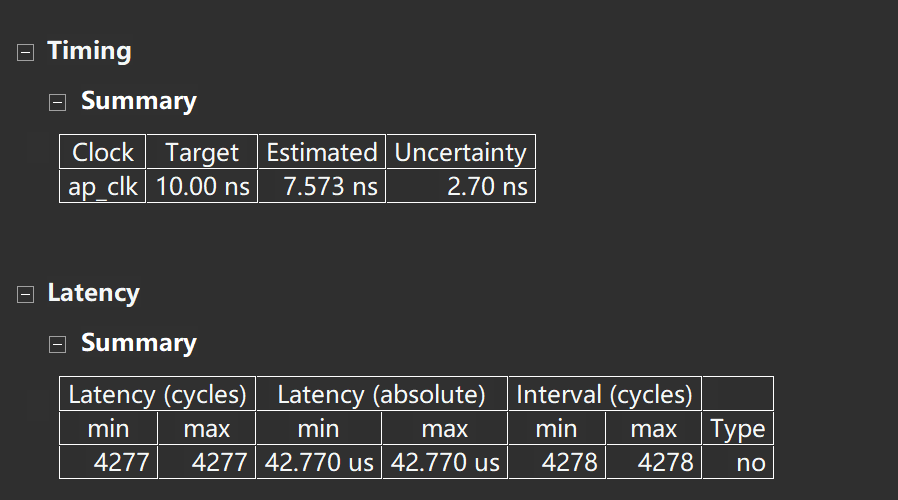 Timing
Summary
Clock Target Estimated Uncertainty
ap_clk 10.00 ns 7.573 ns 2.70 ns
Latency
Summary
Latency (cycles) Latency (absolute) Interval (cycles)
min max min max min max Type
4277 4277 42.770 us 42.770 us 4278 4278 no